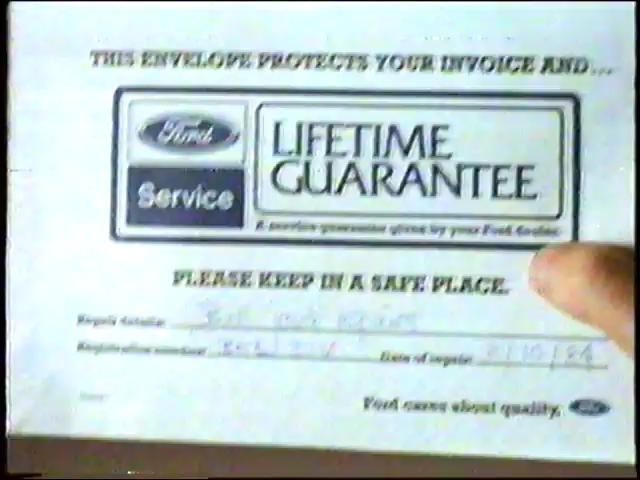 THIS ENVELOPE PROTECTS YOUR INVOICE AND...
Ford
LIFETIME
GUARANTEE
Service
A service guarantee given by your Ford dealer.
PLEASE KEEP IN A SAFE PLACE.
Repair details:
Registration number: Date of repair:
Ford cares about quality. Ford